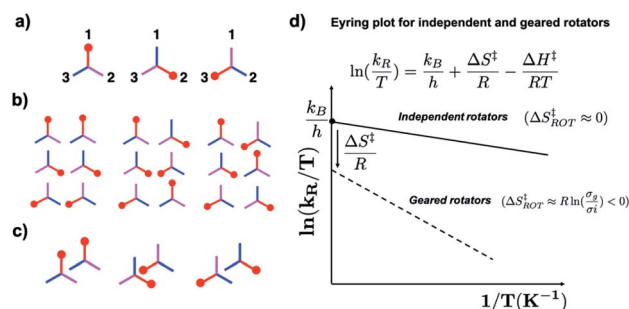 a)
1
3 2
1
3 2
1
3 2
b)
c)
d) Eyring plot for independent and geared rotators
ln(k_R/T) = k_B/h + ΔS‡/R − ΔH‡/RT
k_B/h
Independent rotators (ΔS‡_ROT ≈ 0)
ΔS‡/R
Geared rotators (ΔS‡_ROT ≈ R ln(σ_g/σi) < 0)
ln(k_R/T)
1/T(K⁻¹)